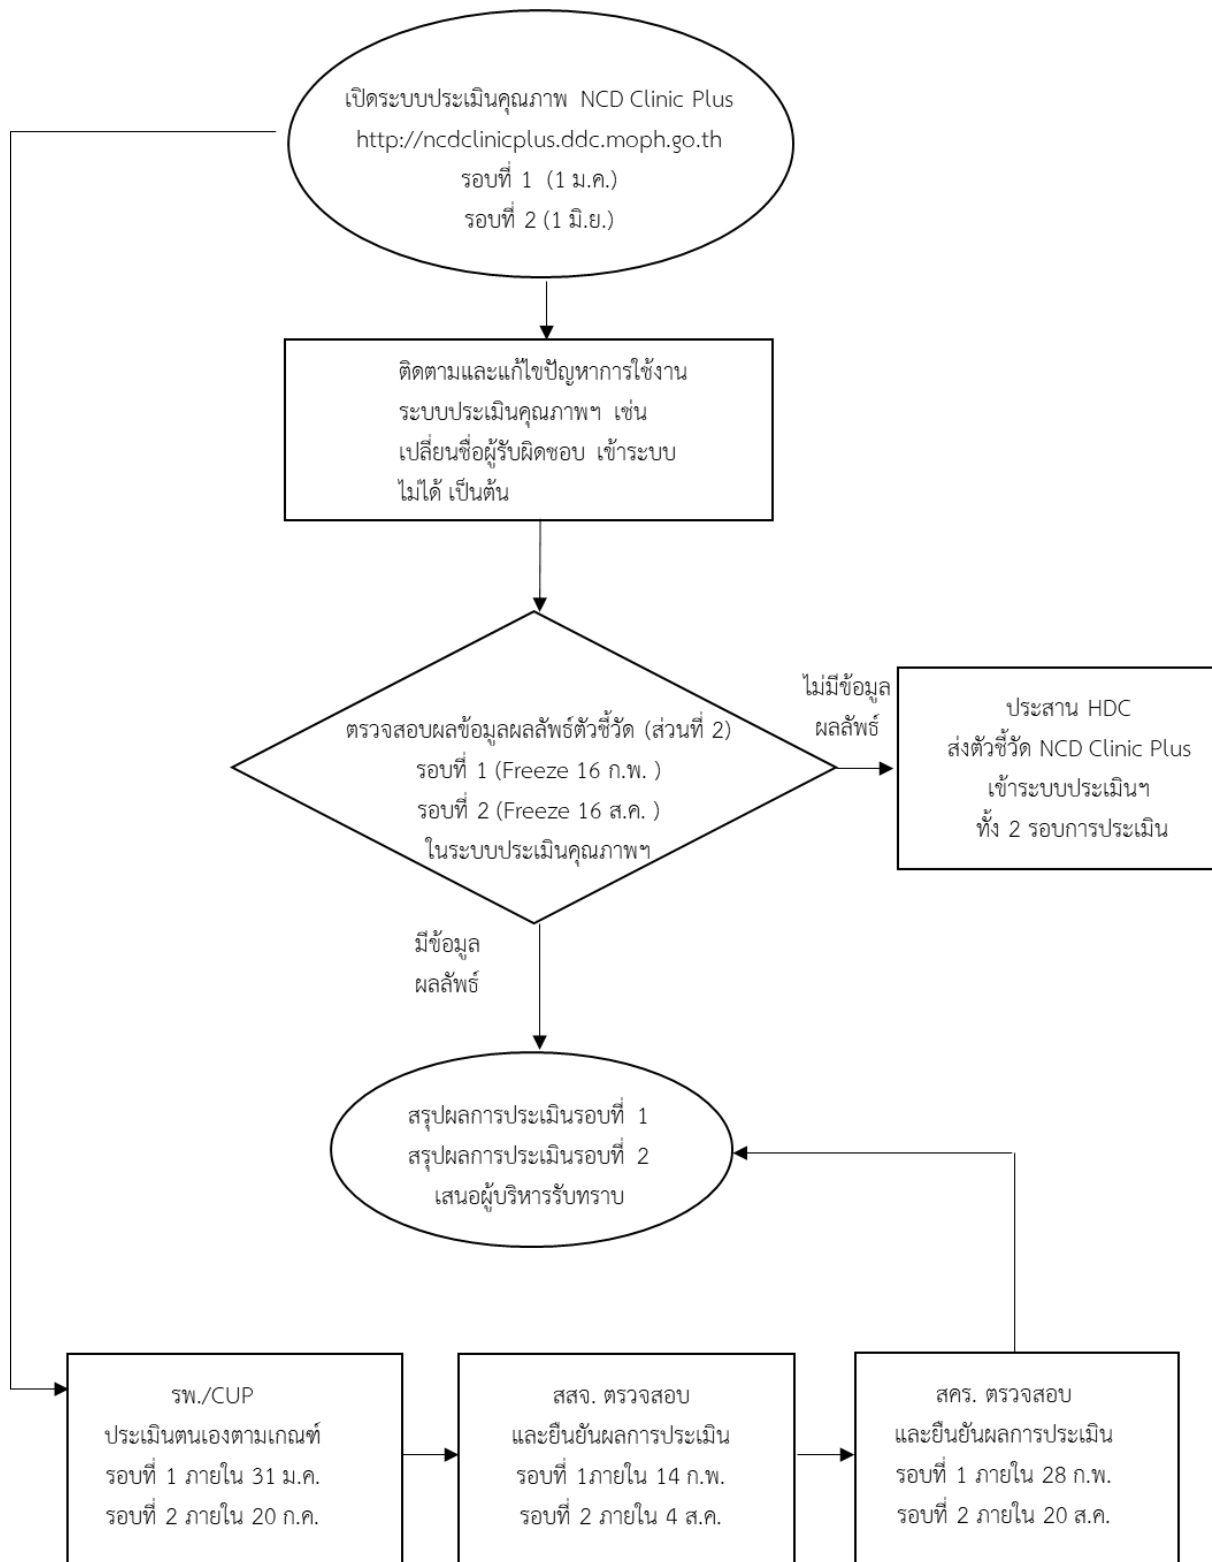 เปิดระบบประเมินคุณภาพ NCD Clinic Plus
http://ncdclinicplus.ddc.moph.go.th
รอบที่ 1 (1 ม.ค.)
รอบที่ 2 (1 มิ.ย.)
ติดตามและแก้ไขปัญหาการใช้งาน
ระบบประเมินคุณภาพฯ เช่น
เปลี่ยนชื่อผู้รับผิดชอบ เข้าระบบ
ไม่ได้ เป็นต้น
ตรวจสอบผลข้อมูลผลลัพธ์ตัวชี้วัด (ส่วนที่ 2)
รอบที่ 1 (Freeze 16 ก.พ. )
รอบที่ 2 (Freeze 16 ส.ค. )
ในระบบประเมินคุณภาพฯ
ไม่มีข้อมูล
ผลลัพธ์
ประสาน HDC
ส่งตัวชี้วัด NCD Clinic Plus
เข้าระบบประเมินฯ
ทั้ง 2 รอบการประเมิน
มีข้อมูล
ผลลัพธ์
สรุปผลการประเมินรอบที่ 1
สรุปผลการประเมินรอบที่ 2
เสนอผู้บริหารรับทราบ
รพ./CUP
ประเมินตนเองตามเกณฑ์
รอบที่ 1 ภายใน 31 ม.ค.
รอบที่ 2 ภายใน 20 ก.ค.
สสจ. ตรวจสอบ
และยืนยันผลการประเมิน
รอบที่ 1ภายใน 14 ก.พ.
รอบที่ 2 ภายใน 4 ส.ค.
สคร. ตรวจสอบ
และยืนยันผลการประเมิน
รอบที่ 1 ภายใน 28 ก.พ.
รอบที่ 2 ภายใน 20 ส.ค.